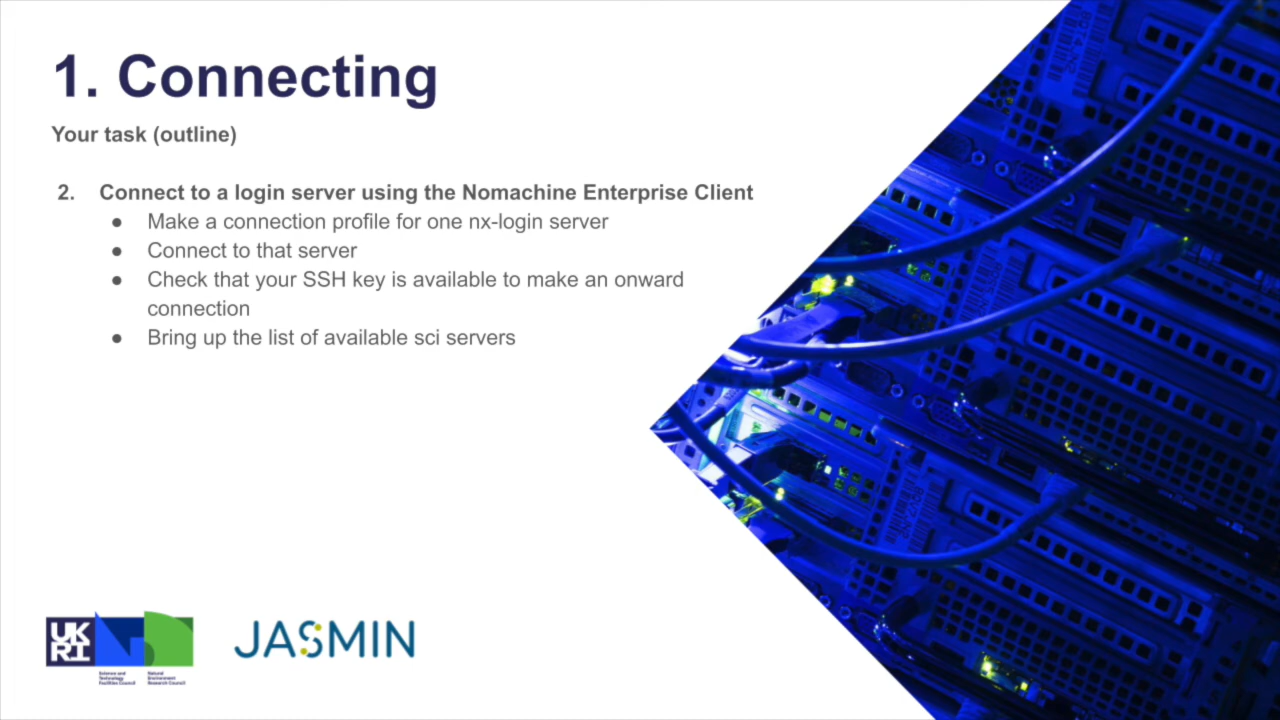 1. Connecting
Your task (outline)
2. Connect to a login server using the Nomachine Enterprise Client
● Make a connection profile for one nx-login server
● Connect to that server
● Check that your SSH key is available to make an onward
connection
● Bring up the list of available sci servers
UK
RI
Science and
Technology
Facilities Council
Natural
Environment
Research Council
JASMIN